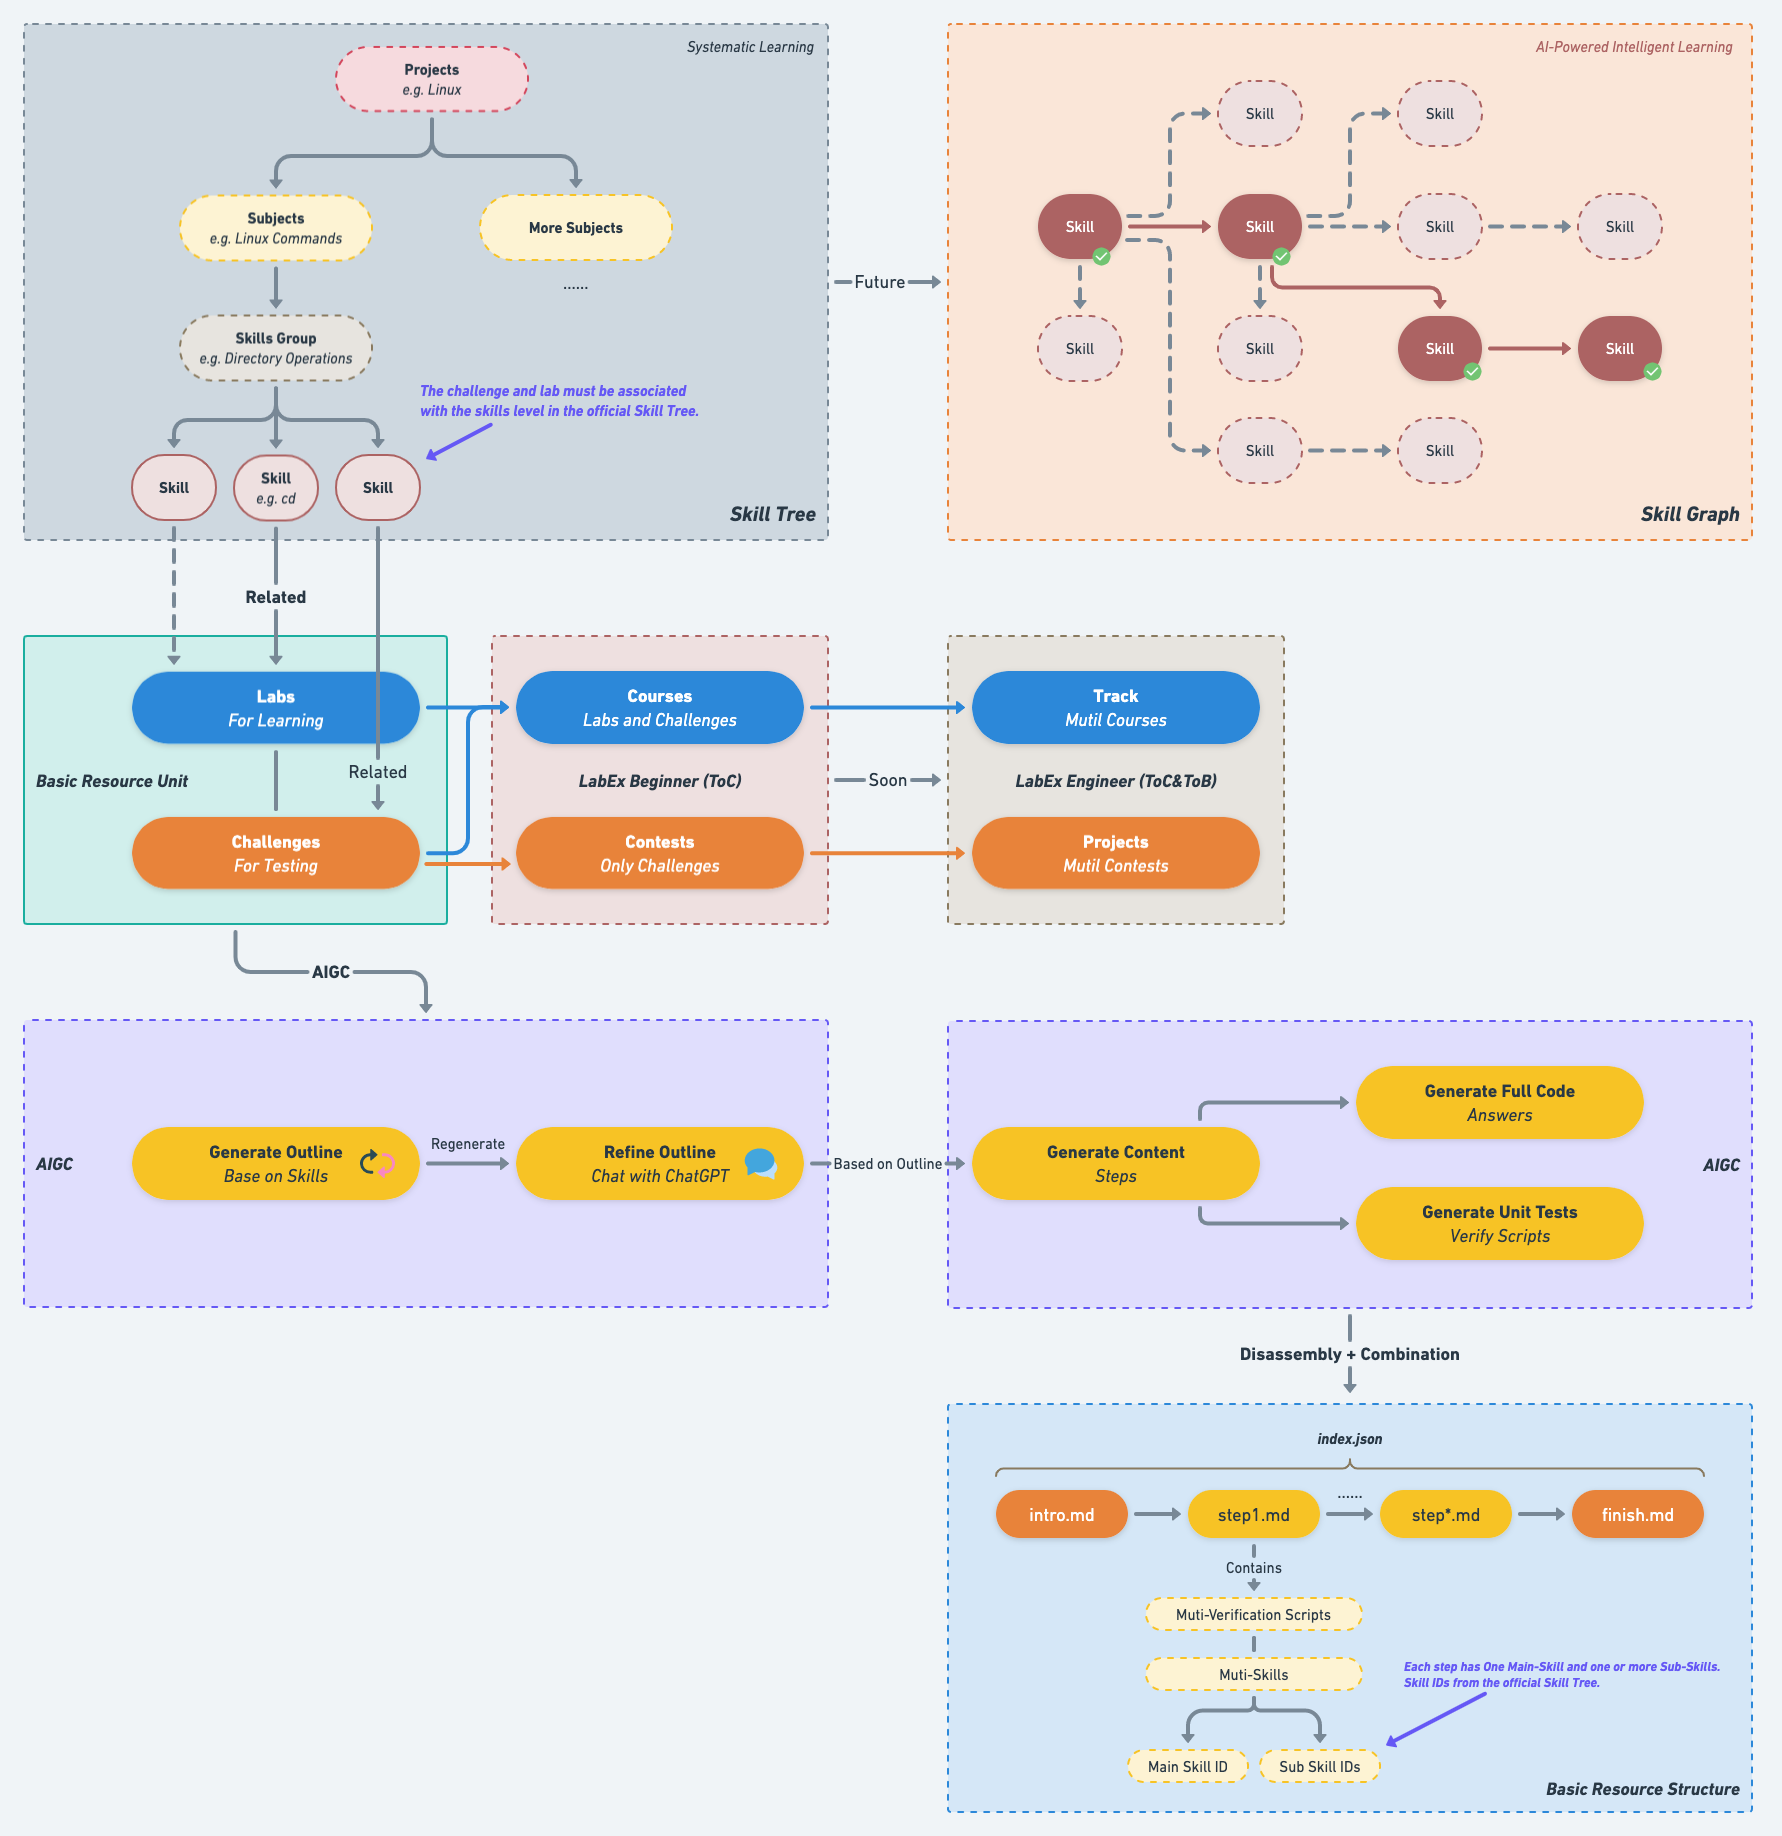 Systematic Learning
Projects
e.g. Linux
Subjects
e.g. Linux Commands
More Subjects
......
Skills Group
e.g. Directory Operations
The challenge and lab must be associated
with the skills level in the official Skill Tree.
Skill
Skill
e.g. cd
Skill
Skill Tree
Future
AI-Powered Intelligent Learning
Skill
Skill
Skill
Skill
Skill
Skill
Skill
Skill
Skill
Skill
Skill
Skill
Skill Graph
Related
Labs
For Learning
Basic Resource Unit
Related
Challenges
For Testing
Courses
Labs and Challenges
LabEx Beginner (ToC)
Contests
Only Challenges
Soon
Track
Mutil Courses
LabEx Engineer (ToC&ToB)
Projects
Mutil Contests
AIGC
AIGC
Generate Outline
Base on Skills
Regenerate
Refine Outline
Chat with ChatGPT
Based on Outline
Generate Content
Steps
Generate Full Code
Answers
AIGC
Generate Unit Tests
Verify Scripts
Disassembly + Combination
index.json
intro.md
step1.md
......
step*.md
finish.md
Contains
Muti-Verification Scripts
Muti-Skills
Each step has One Main-Skill and one or more Sub-Skills.
Skill IDs from the official Skill Tree.
Main Skill ID
Sub Skill IDs
Basic Resource Structure